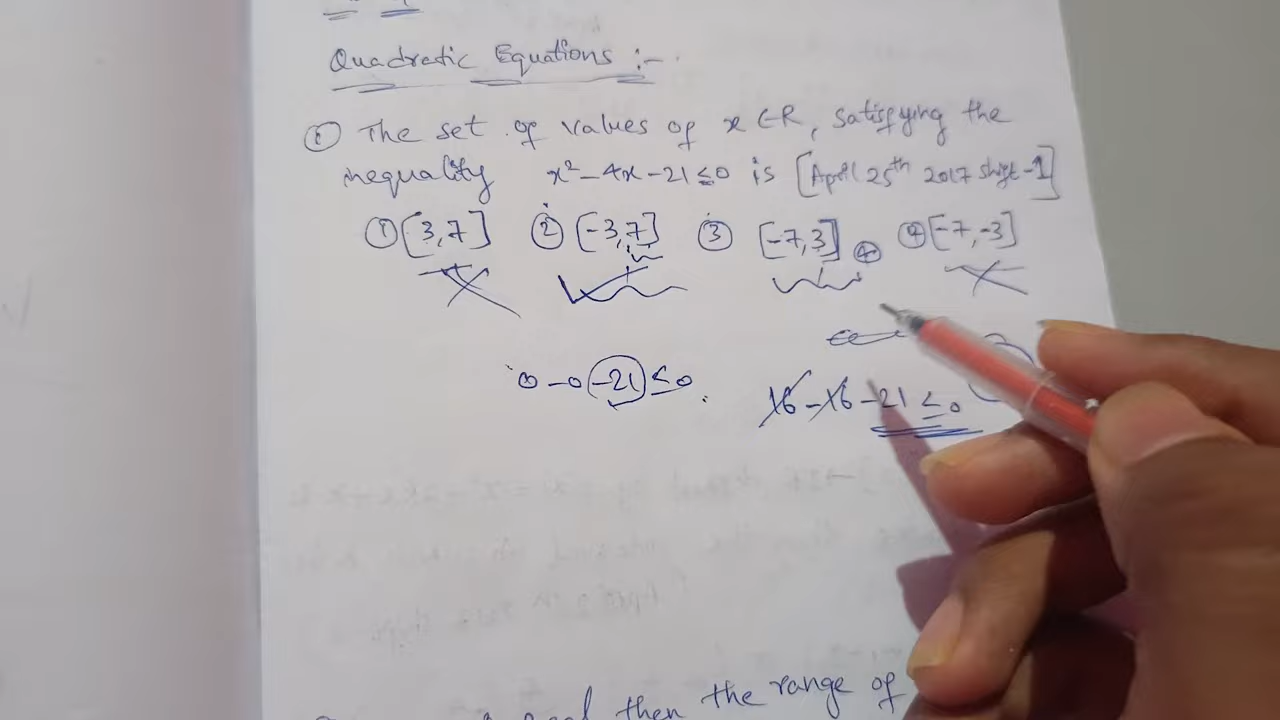 Quadratic Equations :-
① The set of values of x ∈ R, satisfying the
inequality x² - 4x - 21 ≤ 0 is [April 25th 2017 shift-1]
① [3,7] ② [-3,7] ③ [-7,3] ④ [-7,-3]
4
0 - 0 -21 ≤ 0.
16 - 16 - 21 ≤ 0
then the range of